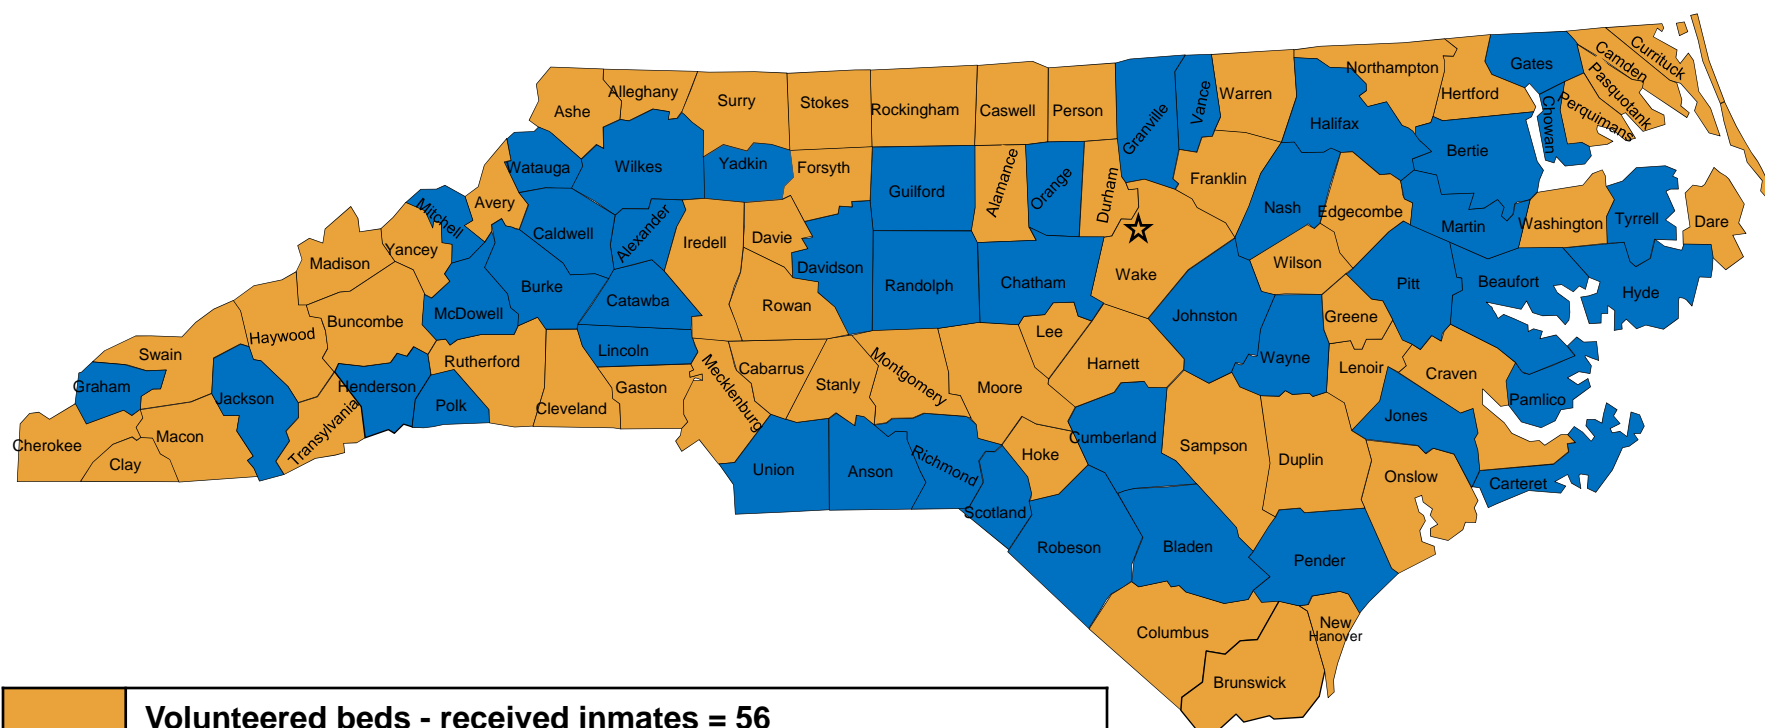 Ashe
Alleghany
Surry
Stokes
Rockingham
Caswell
Person
Granville
Vance
Warren
Northampton
Hertford
Gates
Camden
Currituck
Pasquotank
Perquimans
Chowan
Halifax
Bertie
Watauga
Wilkes
Yadkin
Forsyth
Guilford
Alamance
Orange
Durham
Franklin
Nash
Edgecombe
Martin
Washington
Tyrrell
Dare
Mitchell
Avery
Caldwell
Alexander
Iredell
Davie
Davidson
Randolph
Chatham
Wake
Wilson
Pitt
Beaufort
Hyde
Madison
Yancey
McDowell
Burke
Catawba
Rowan
Johnston
Greene
Swain
Haywood
Buncombe
Rutherford
Lincoln
Lee
Harnett
Wayne
Lenoir
Craven
Pamlico
Graham
Jackson
Henderson
Polk
Cleveland
Gaston
Mecklenburg
Cabarrus
Stanly
Montgomery
Moore
Jones
Cherokee
Clay
Macon
Transylvania
Union
Anson
Richmond
Hoke
Cumberland
Sampson
Duplin
Onslow
Carteret
Scotland
Robeson
Bladen
Pender
Columbus
New
Hanover
Brunswick
Volunteered beds - received inmates = 56